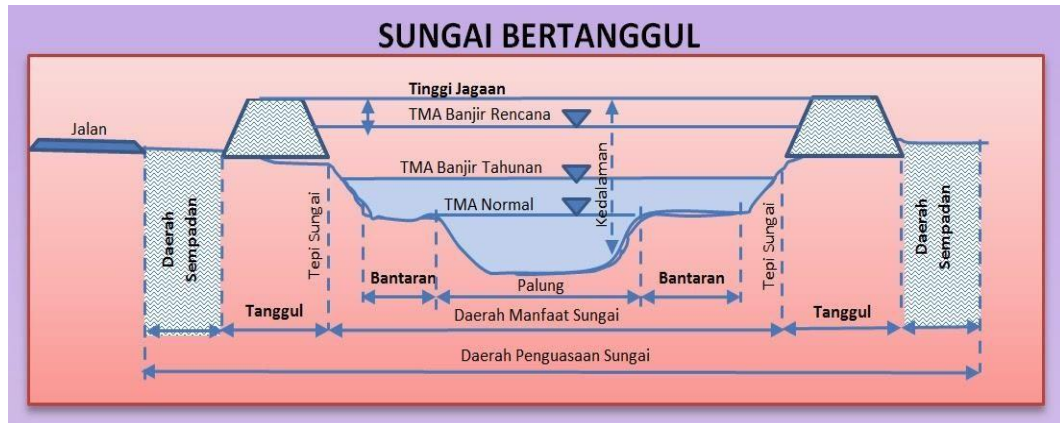 SUNGAI BERTANGGUL
Tinggi Jagaan
TMA Banjir Rencana
Jalan
TMA Banjir Tahunan
Kedalaman
TMA Normal
Daerah
Sempadan
Tepi Sungai
Tepi Sungai
Daerah
Sempadan
Bantaran
Palung
Bantaran
Tanggul
Daerah Manfaat Sungai
Tanggul
Daerah Penguasaan Sungai